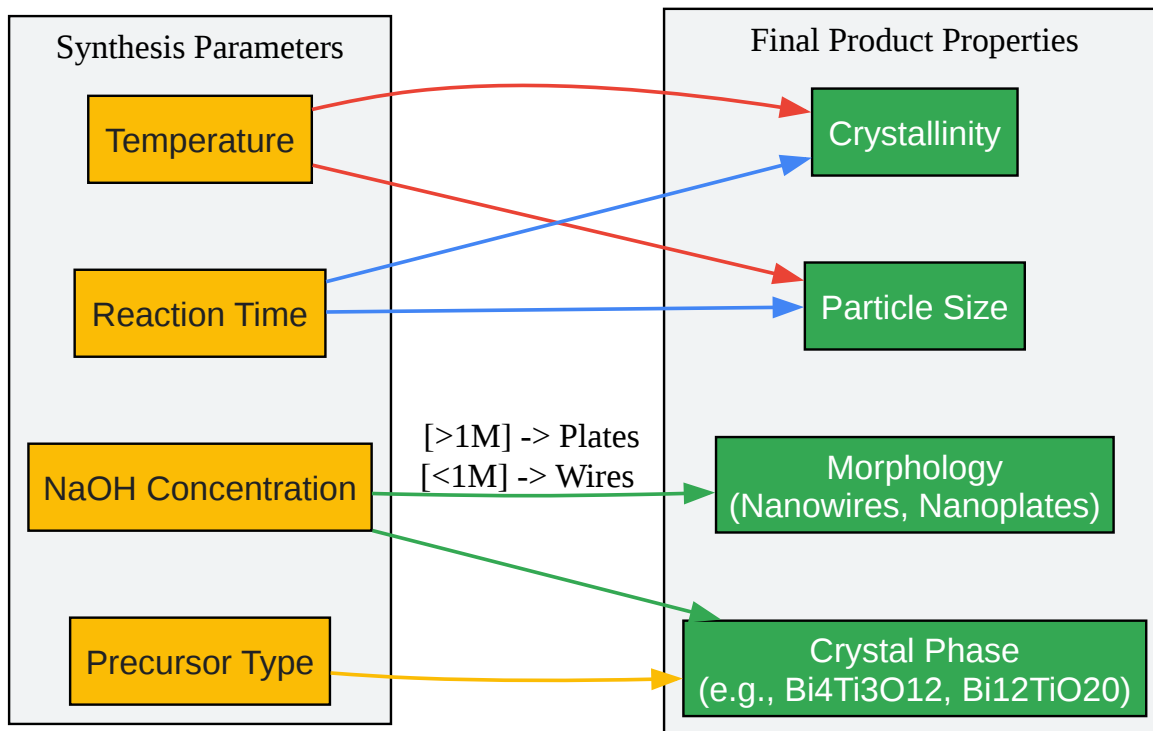 Synthesis Parameters
Final Product Properties
Temperature
Crystallinity
Reaction Time
Particle Size
[>1M] -> Plates
[<1M] -> Wires
NaOH Concentration
Morphology
(Nanowires, Nanoplates)
Precursor Type
Crystal Phase
(e.g., Bi4Ti3O12, Bi12TiO20)